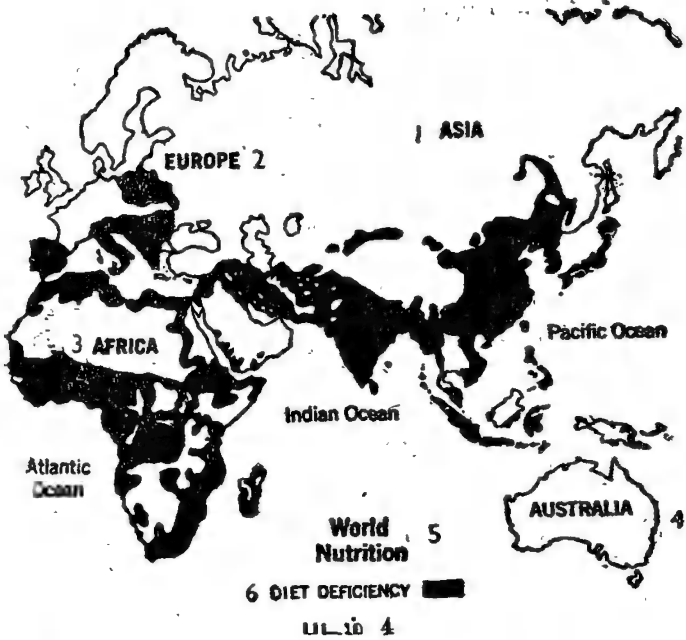 1 ASIA
EUROPE 2
3 AFRICA
Pacific Ocean
Indian Ocean
Atlantic
Ocean
AUSTRALIA 4
World
Nutrition 5
6 DIET DEFICIENCY
4